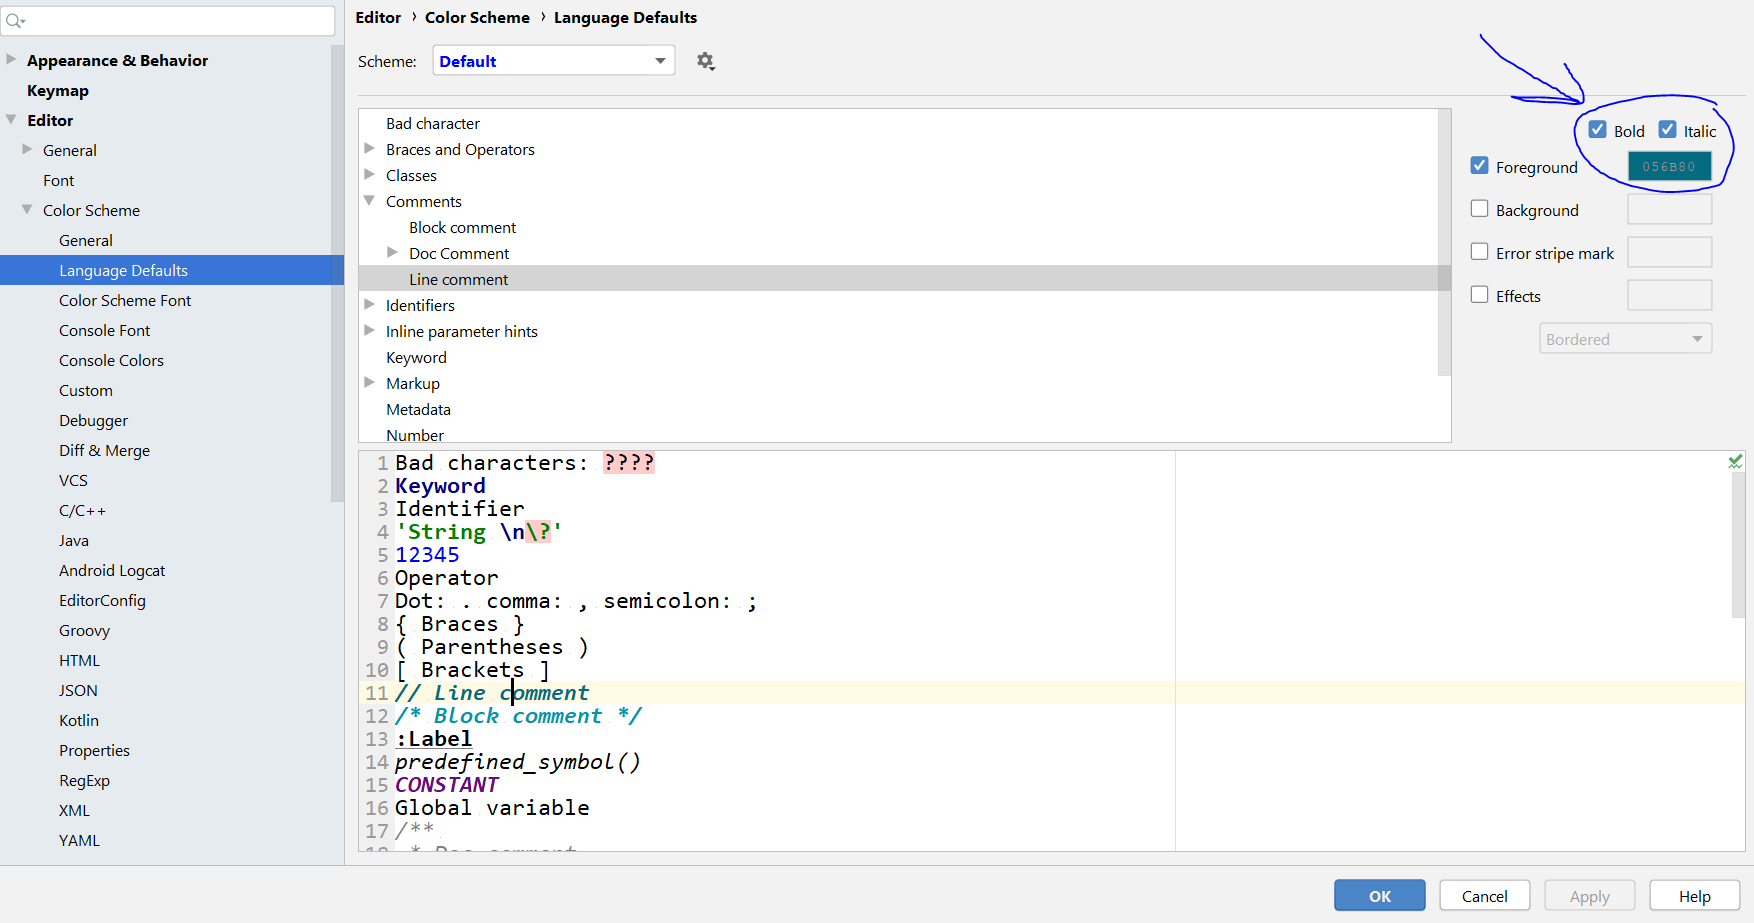 Editor › Color Scheme › Language Defaults
Scheme: Default
Appearance & Behavior
Keymap
Editor
General
Font
Color Scheme
General
Language Defaults
Color Scheme Font
Console Font
Console Colors
Custom
Debugger
Diff & Merge
VCS
C/C++
Java
Android Logcat
EditorConfig
Groovy
HTML
JSON
Kotlin
Properties
RegExp
XML
YAML
Bad character
Braces and Operators
Classes
Comments
Block comment
Doc Comment
Line comment
Identifiers
Inline parameter hints
Keyword
Markup
Metadata
Number
Bold Italic
Foreground 056B80
Background
Error stripe mark
Effects
Bordered
1 Bad characters: ????
2 Keyword
3 Identifier
4 'String \n\?'
5 12345
6 Operator
7 Dot: . comma: , semicolon: ;
8 { Braces }
9 ( Parentheses )
10 [ Brackets ]
11 // Line comment
12 /* Block comment */
13 :Label
14 predefined_symbol()
15 CONSTANT
16 Global variable
17 /**
18 * Doc comment
OK Cancel Apply Help